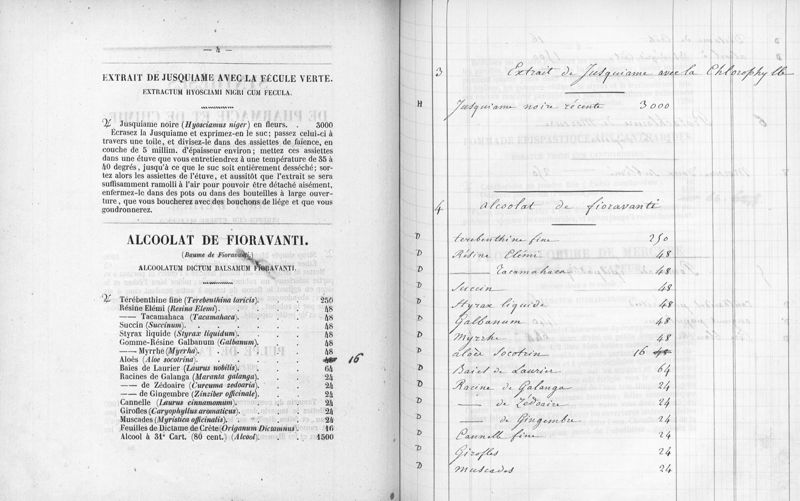 — 4 —
EXTRAIT DE JUSQUIAME AVEC LA FÉCULE VERTE.
EXTRACTUM HYOSCIAMI NIGRI CUM FECULA.
♃ Jusquiame noire (Hyosciamus niger) en fleurs. . 3000
Écrasez la Jusquiame et exprimez-en le suc; passez celui-ci à
travers une toile, et divisez-le dans des assiettes de faïence, en
couche de 5 millim. d'épaisseur environ; mettez ces assiettes
dans une étuve que vous entretiendrez à une température de 35 à
40 degrés, jusqu'à ce que le suc soit entièrement desséché; sor-
tez alors les assiettes de l'étuve, et aussitôt que l'extrait se sera
suffisamment ramolli à l'air pour pouvoir être détaché aisément,
enfermez-le dans des pots ou dans des bouteilles à large ouver-
ture, que vous boucherez avec des bouchons de liége et que vous
goudronnerez.
ALCOOLAT DE FIORAVANTI.
(Baume de Fioravanti.)
ALCOOLATUM DICTUM BALSAMUM FIORAVANTI.
♃ Térébenthine fine (Terebenthina laricis). . . . 250
Résine Elémi (Resina Elemi). . . . . 48
—— Tacamahaca (Tacamahaca). . . . . 48
Succin (Succinum). . . . . . 48
Styrax liquide (Styrax liquidum). . . . . 48
Gomme-Résine Galbanum (Galbanum). . . . 48
—— Myrrhe (Myrrha). . . . . . 48
Aloès (Aloe socotrina). . . . . 16
Baies de Laurier (Laurus nobilis). . . . . 64
Racines de Galanga (Maranta galanga). . . . 24
—— de Zédoaire (Curcuma zedoaria). . . . 24
—— de Gingembre (Zinziber officinale). . . . 24
Cannelle (Laurus cinnamomum). . . . . 24
Girofles (Caryophyllus aromaticus). . . . . 24
Muscades (Myristica officinalis). . . . . 24
Feuilles de Dictame de Crête (Origanum Dictamnus. . 16
Alcool à 31e Cart. (80 cent.) (Alcool) . . . 1500
3 Extrait de Jusquiame avec la Chlorophylle
H Jusquiame noire récente 3000
4 alcoolat de fioravanti
D terebenthine fine 250
D Résine Elémi 48
D —— Tacamahaca 48
D Succin 48
D Styrax liquide 48
D Galbanum 48
D Myrrhe 48
D aloès Socotrin 16 48
D Baies de Laurier 64
D Racine de Galanga 24
D —— de Zédoaire 24
D —— de Gingembre 24
D Cannelle fine 24
D Girofles 24
D muscades 24